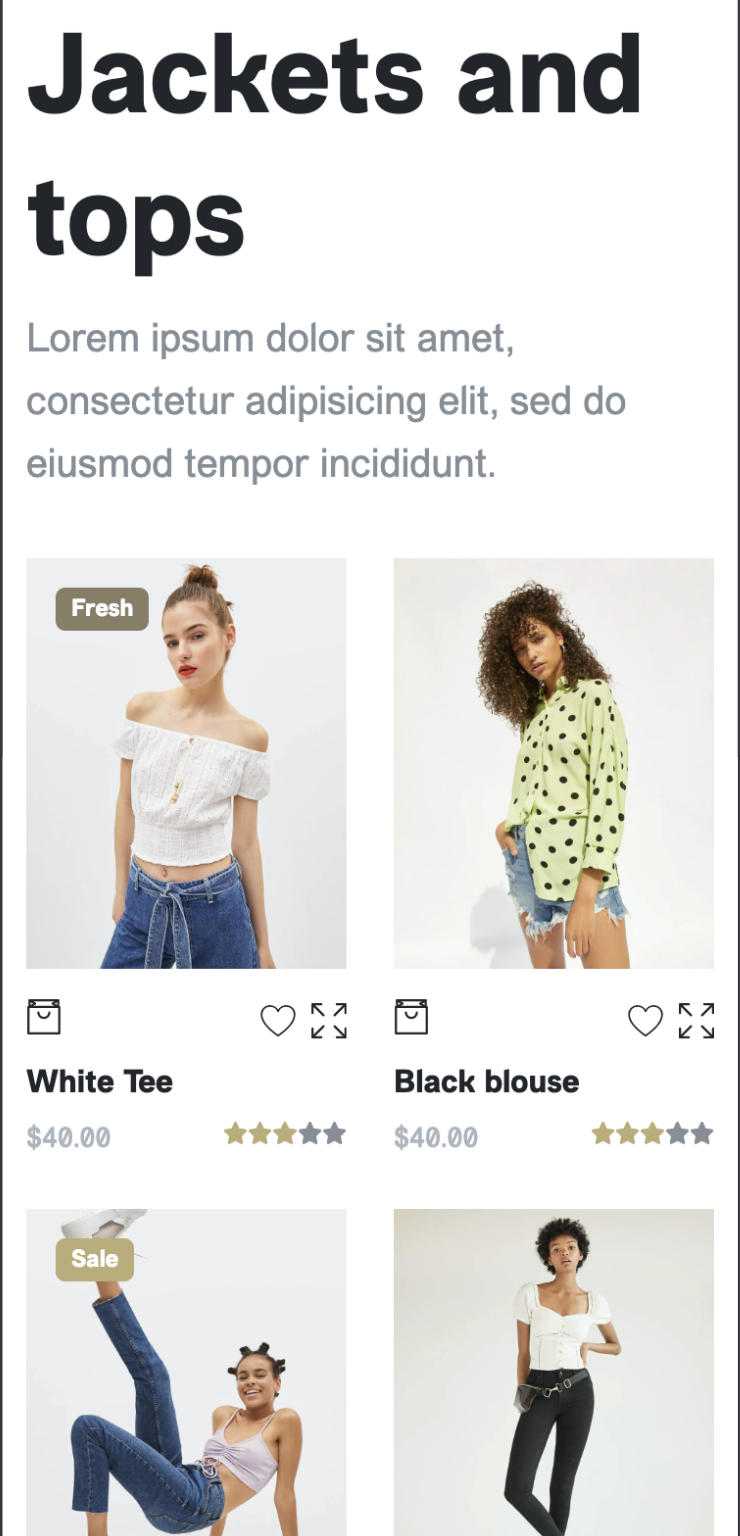 Jackets and
tops
Lorem ipsum dolor sit amet,
consectetur adipisicing elit, sed do
eiusmod tempor incididunt.
Fresh
White Tee
$40.00
Black blouse
$40.00
Sale